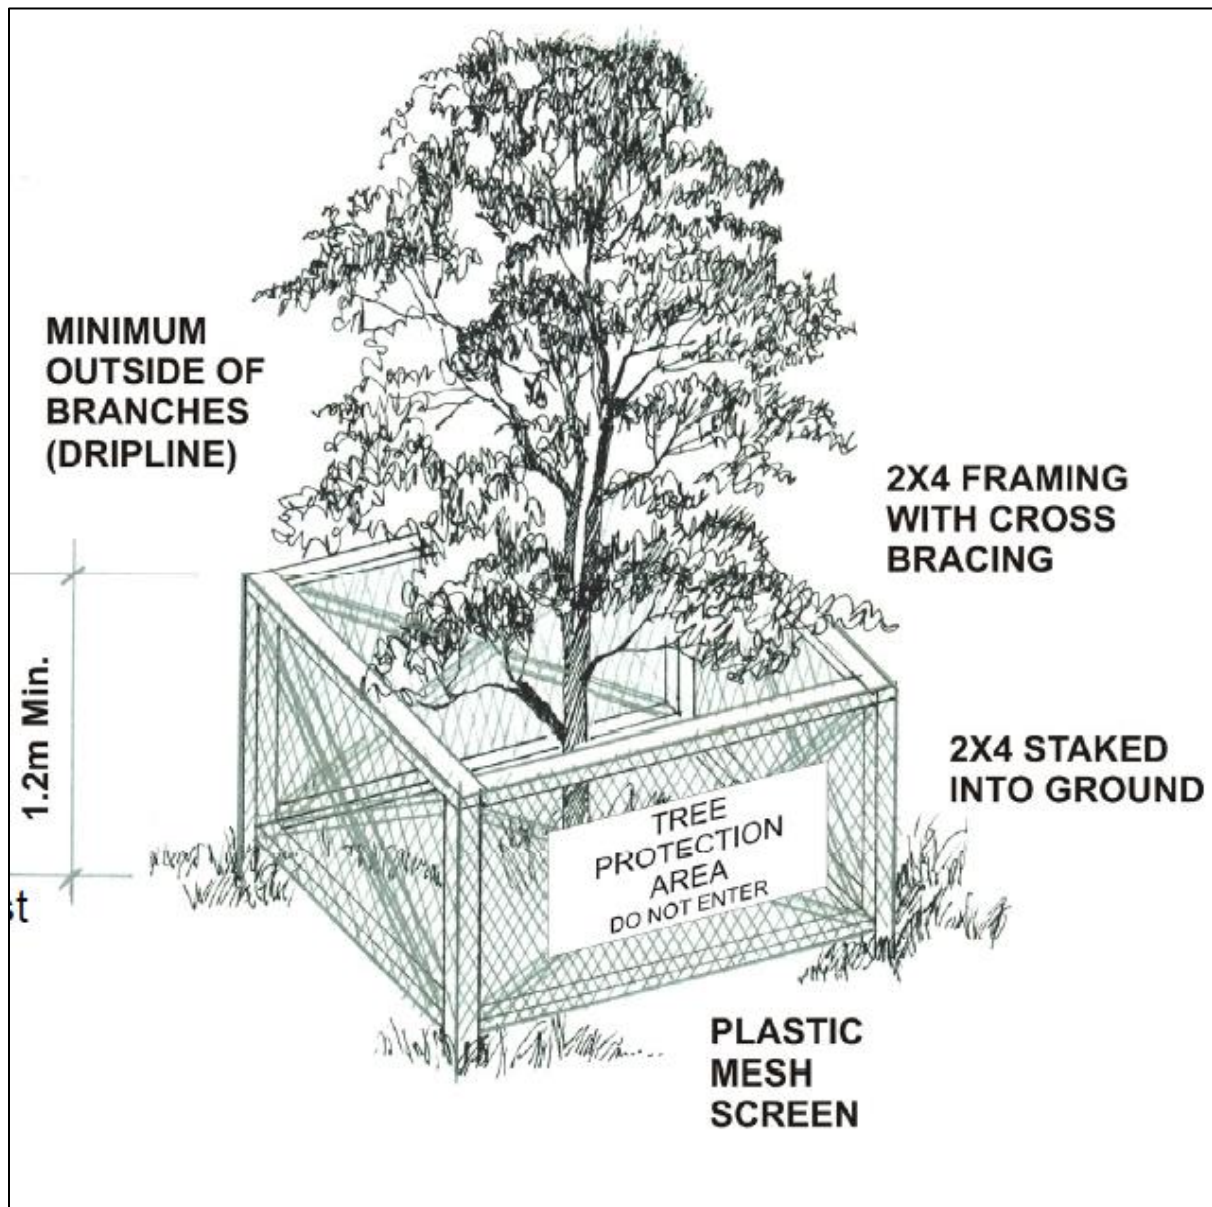 MINIMUM
OUTSIDE OF
BRANCHES
(DRIPLINE)
2X4 FRAMING
WITH CROSS
BRACING
1.2m Min.
2X4 STAKED
INTO GROUND
TREE
PROTECTION
AREA
DO NOT ENTER
PLASTIC
MESH
SCREEN